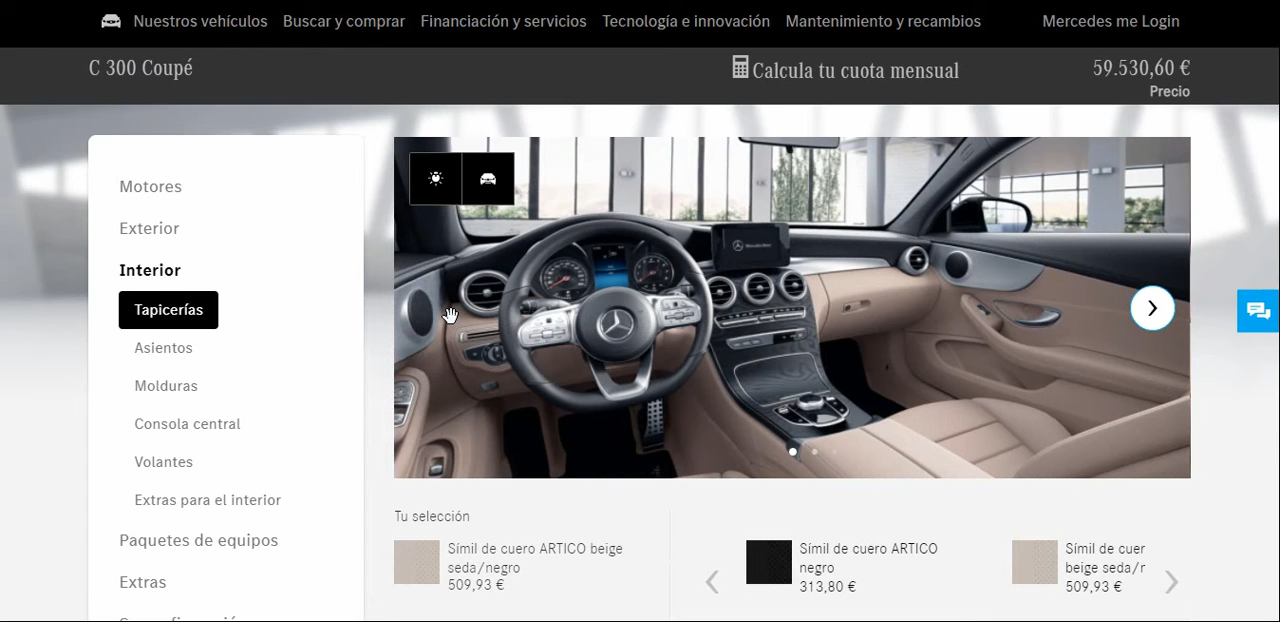 Nuestros vehículos Buscar y comprar Financiación y servicios Tecnología e innovación Mantenimiento y recambios Mercedes me Login
C 300 Coupé
Calcula tu cuota mensual
59.530,60 €
Precio
Motores
Exterior
Interior
Tapicerías
Asientos
Molduras
Consola central
Volantes
Extras para el interior
Paquetes de equipos
Extras
Tu selección
Símil de cuero ARTICO beige
seda/negro
509,93 €
Símil de cuero ARTICO
negro
313,80 €
Símil de cuer
beige seda/r
509,93 €